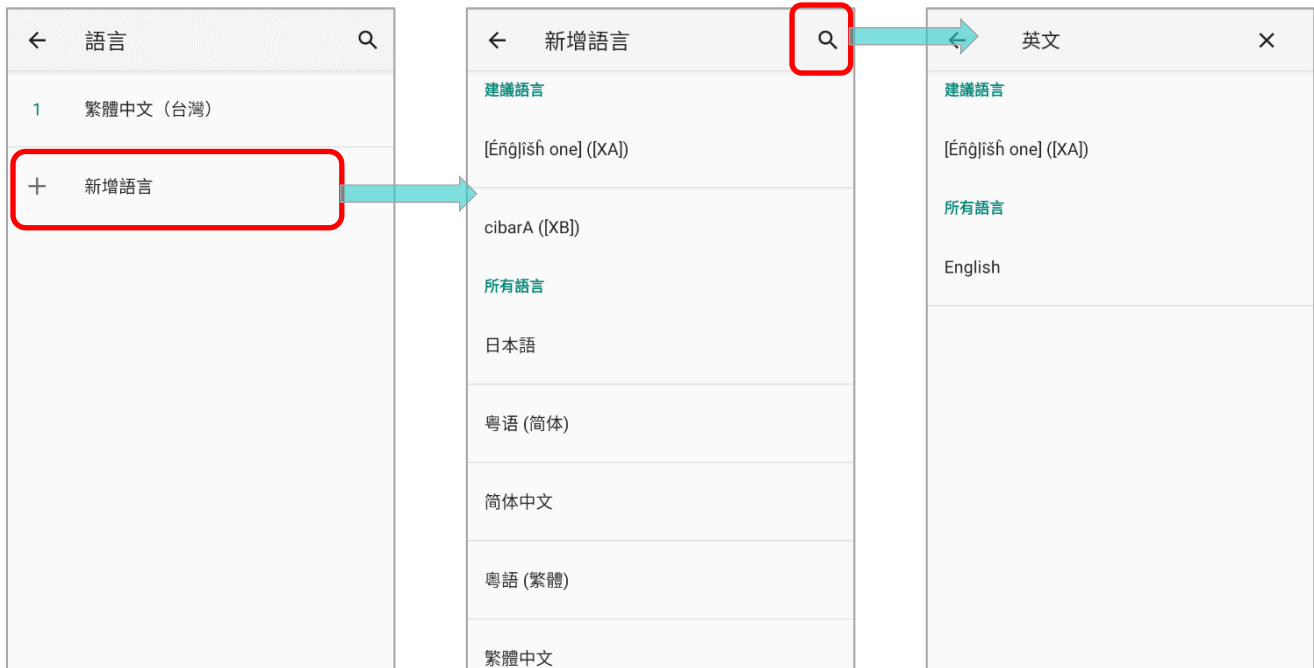 語言
1 繁體中文（台灣）
新增語言
新增語言
建議語言
[Éñĝļîšĥ one] ([XA])
cibarA ([XB])
所有語言
日本語
粤语 (简体)
简体中文
粵語 (繁體)
繁體中文
英文
建議語言
[Éñĝļîšĥ one] ([XA])
所有語言
English